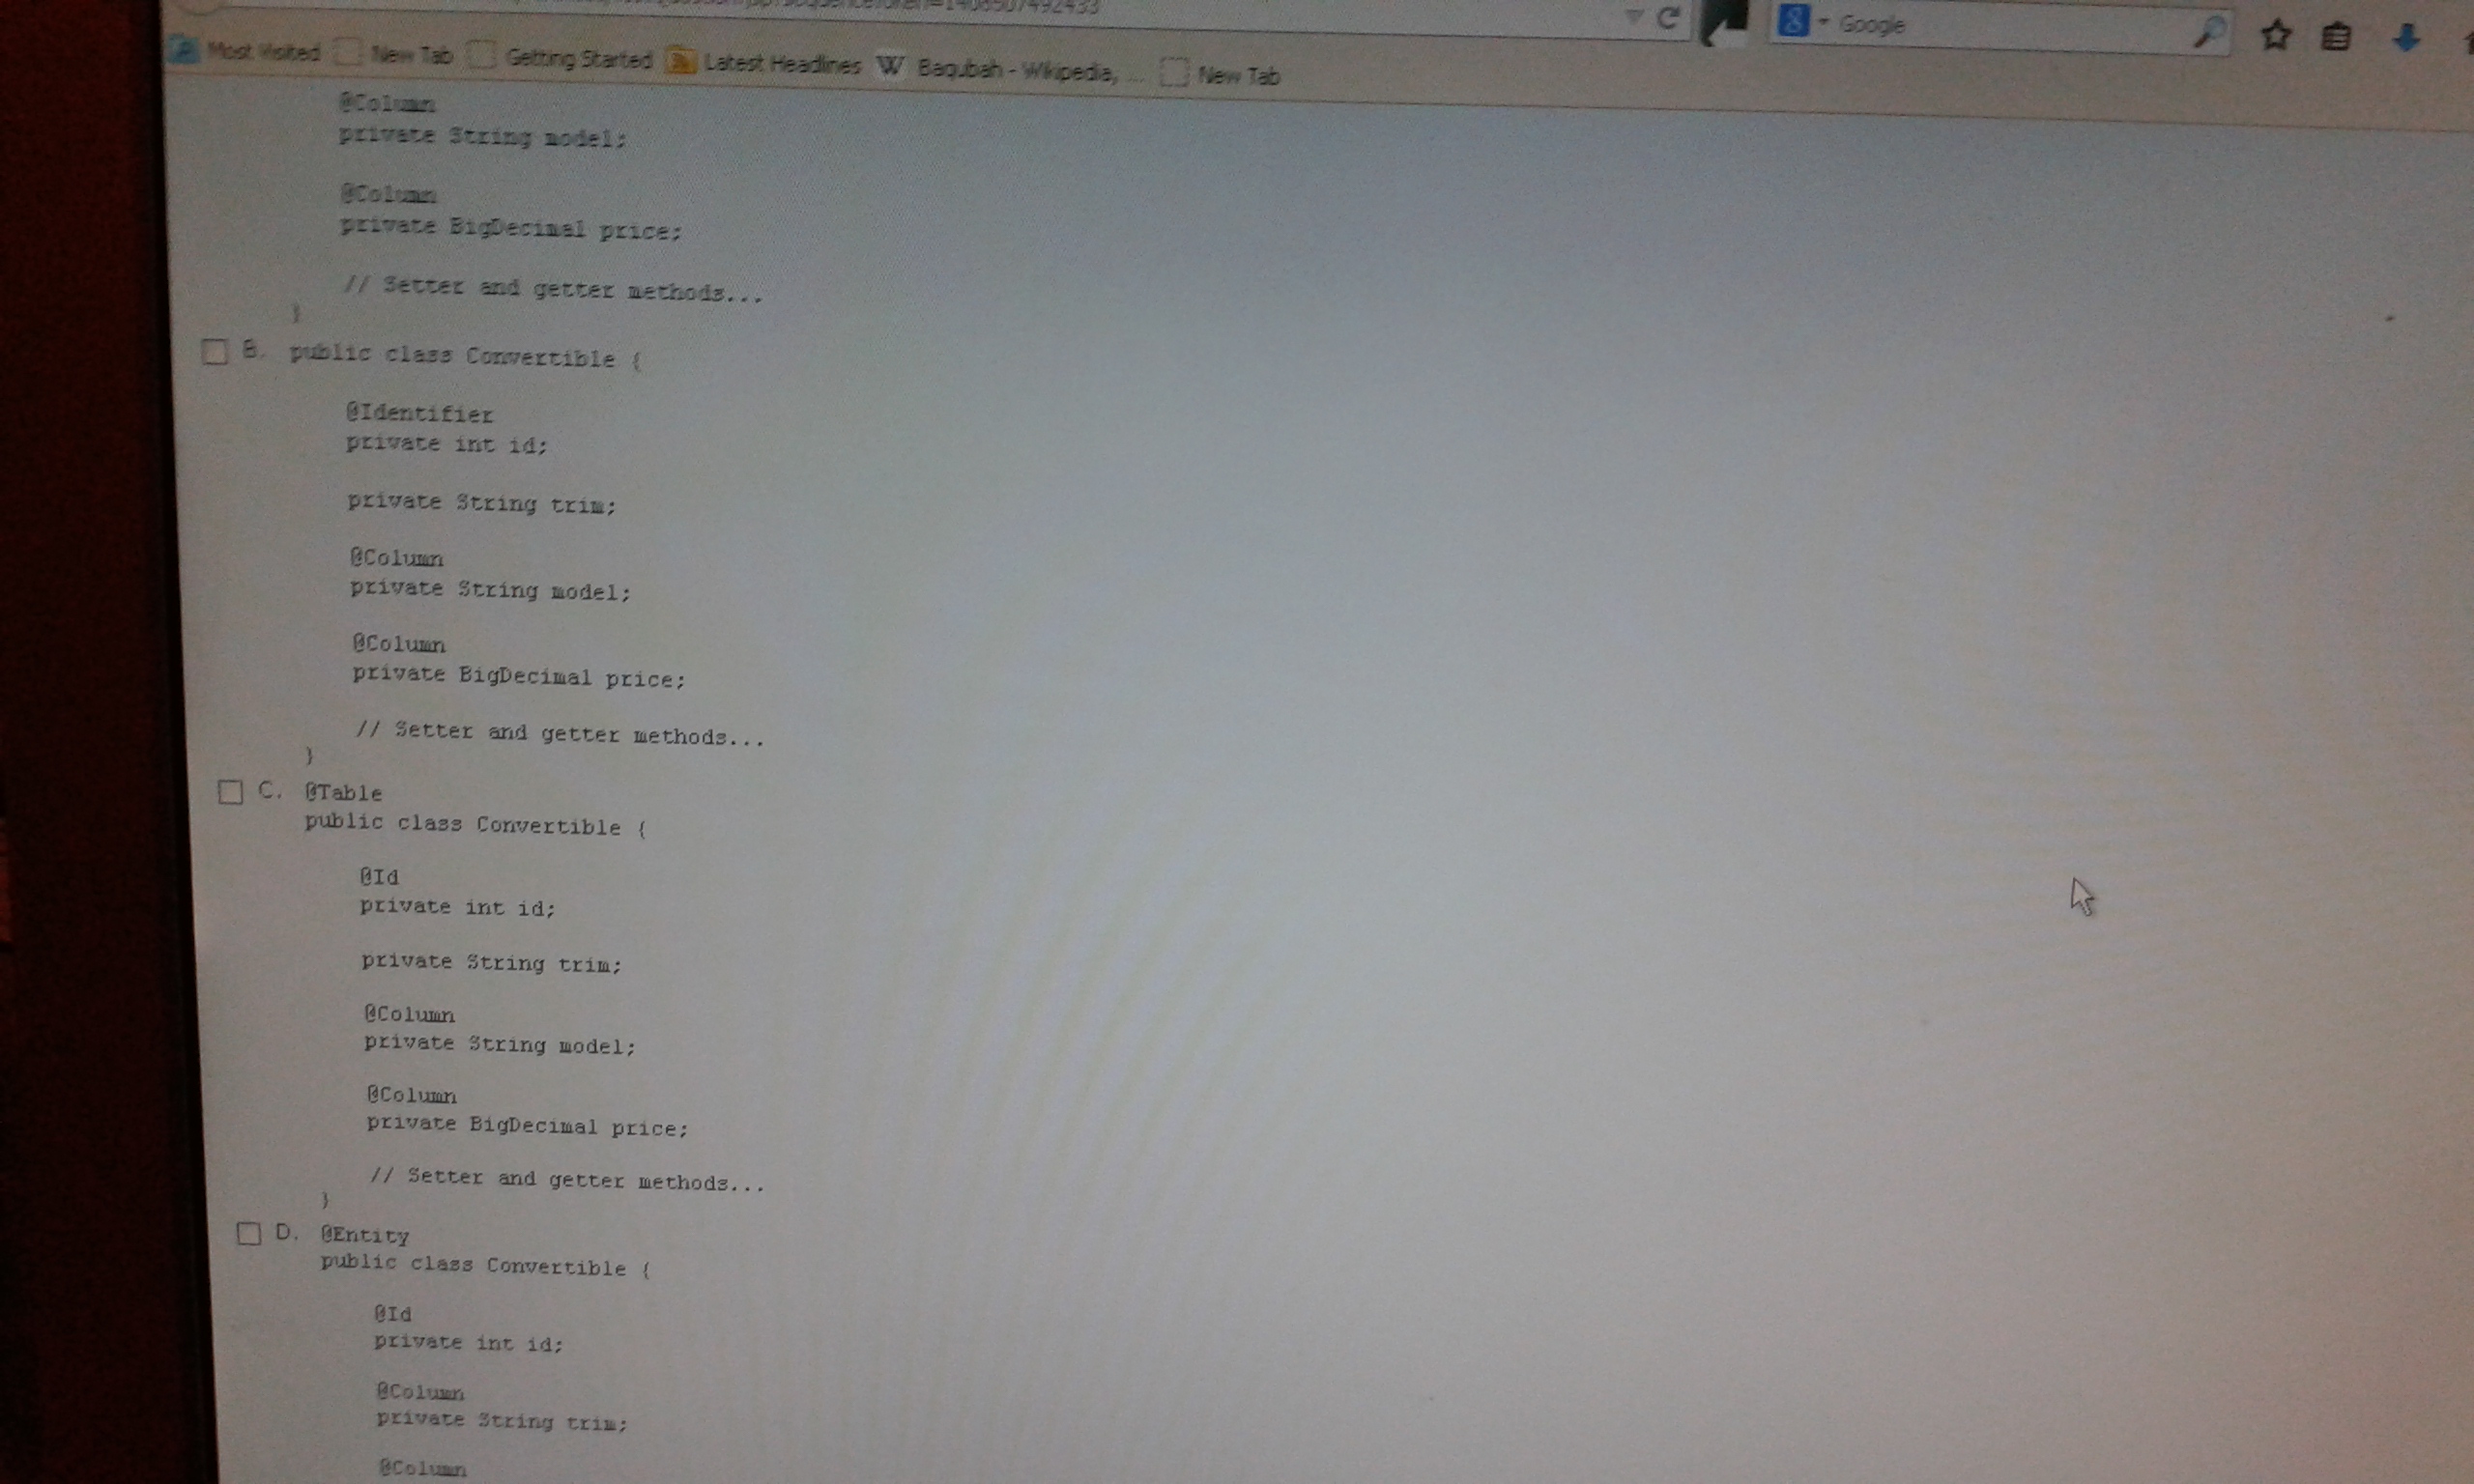 Google
Most Visited New Tab Getting Started Latest Headlines W Baqubah - Wikipedia, ... New Tab
@Column
private String model;
@Column
private BigDecimal price;
// Setter and getter methods...
}
B. public class Convertible {
@Identifier
private int id;
private String trim;
@Column
private String model;
@Column
private BigDecimal price;
// Setter and getter methods...
}
C. @Table
public class Convertible {
@Id
private int id;
private String trim;
@Column
private String model;
@Column
private BigDecimal price;
// Setter and getter methods...
}
D. @Entity
public class Convertible {
@Id
private int id;
@Column
private String trim;
@Column